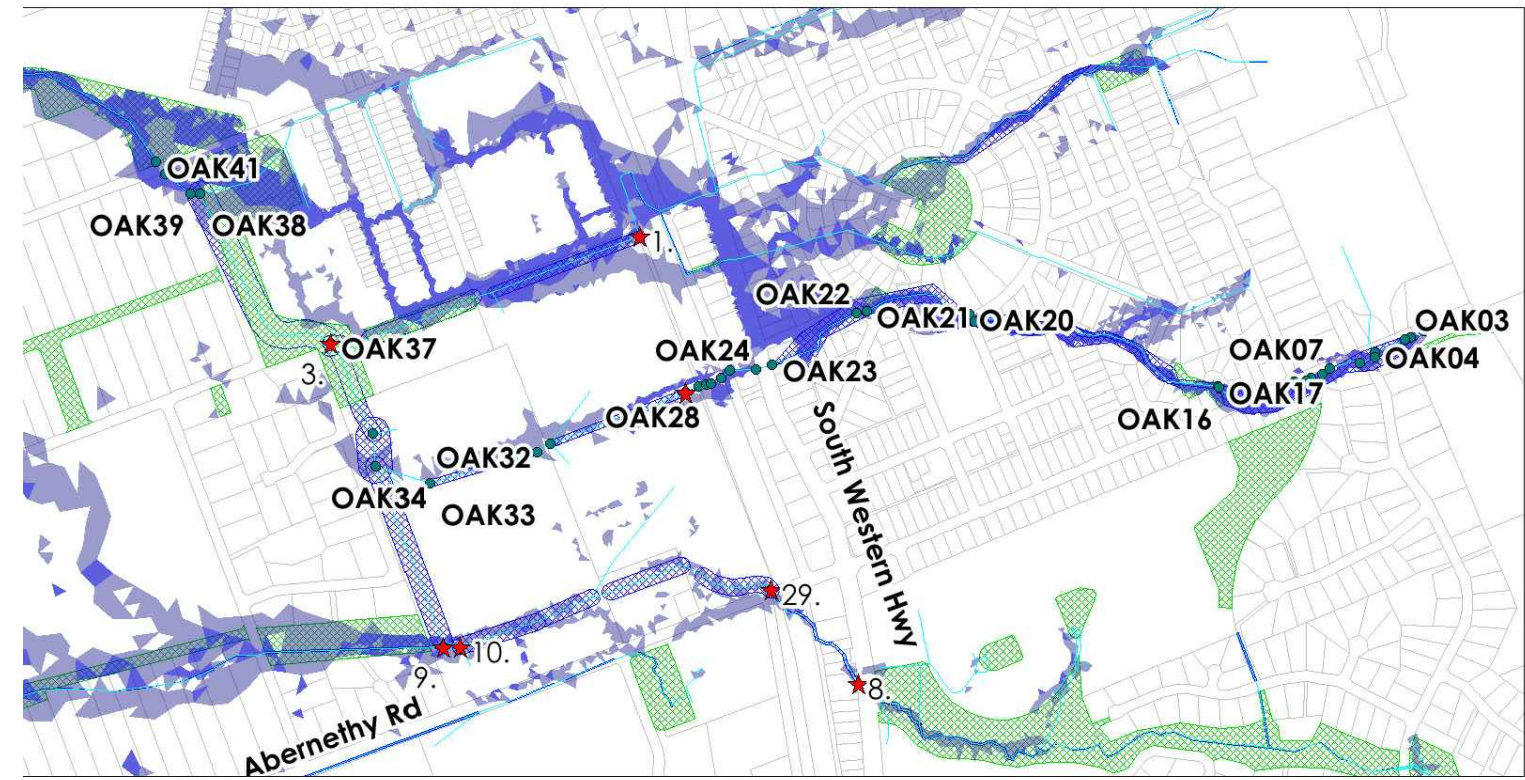 OAK41
OAK39
OAK38
1.
OAK22
OAK21
OAK20
OAK03
OAK04
OAK07
OAK17
OAK16
OAK24
OAK23
OAK37
3.
OAK28
OAK32
OAK34
OAK33
South Western Hwy
29.
10.
9.
8.
Abernethy Rd